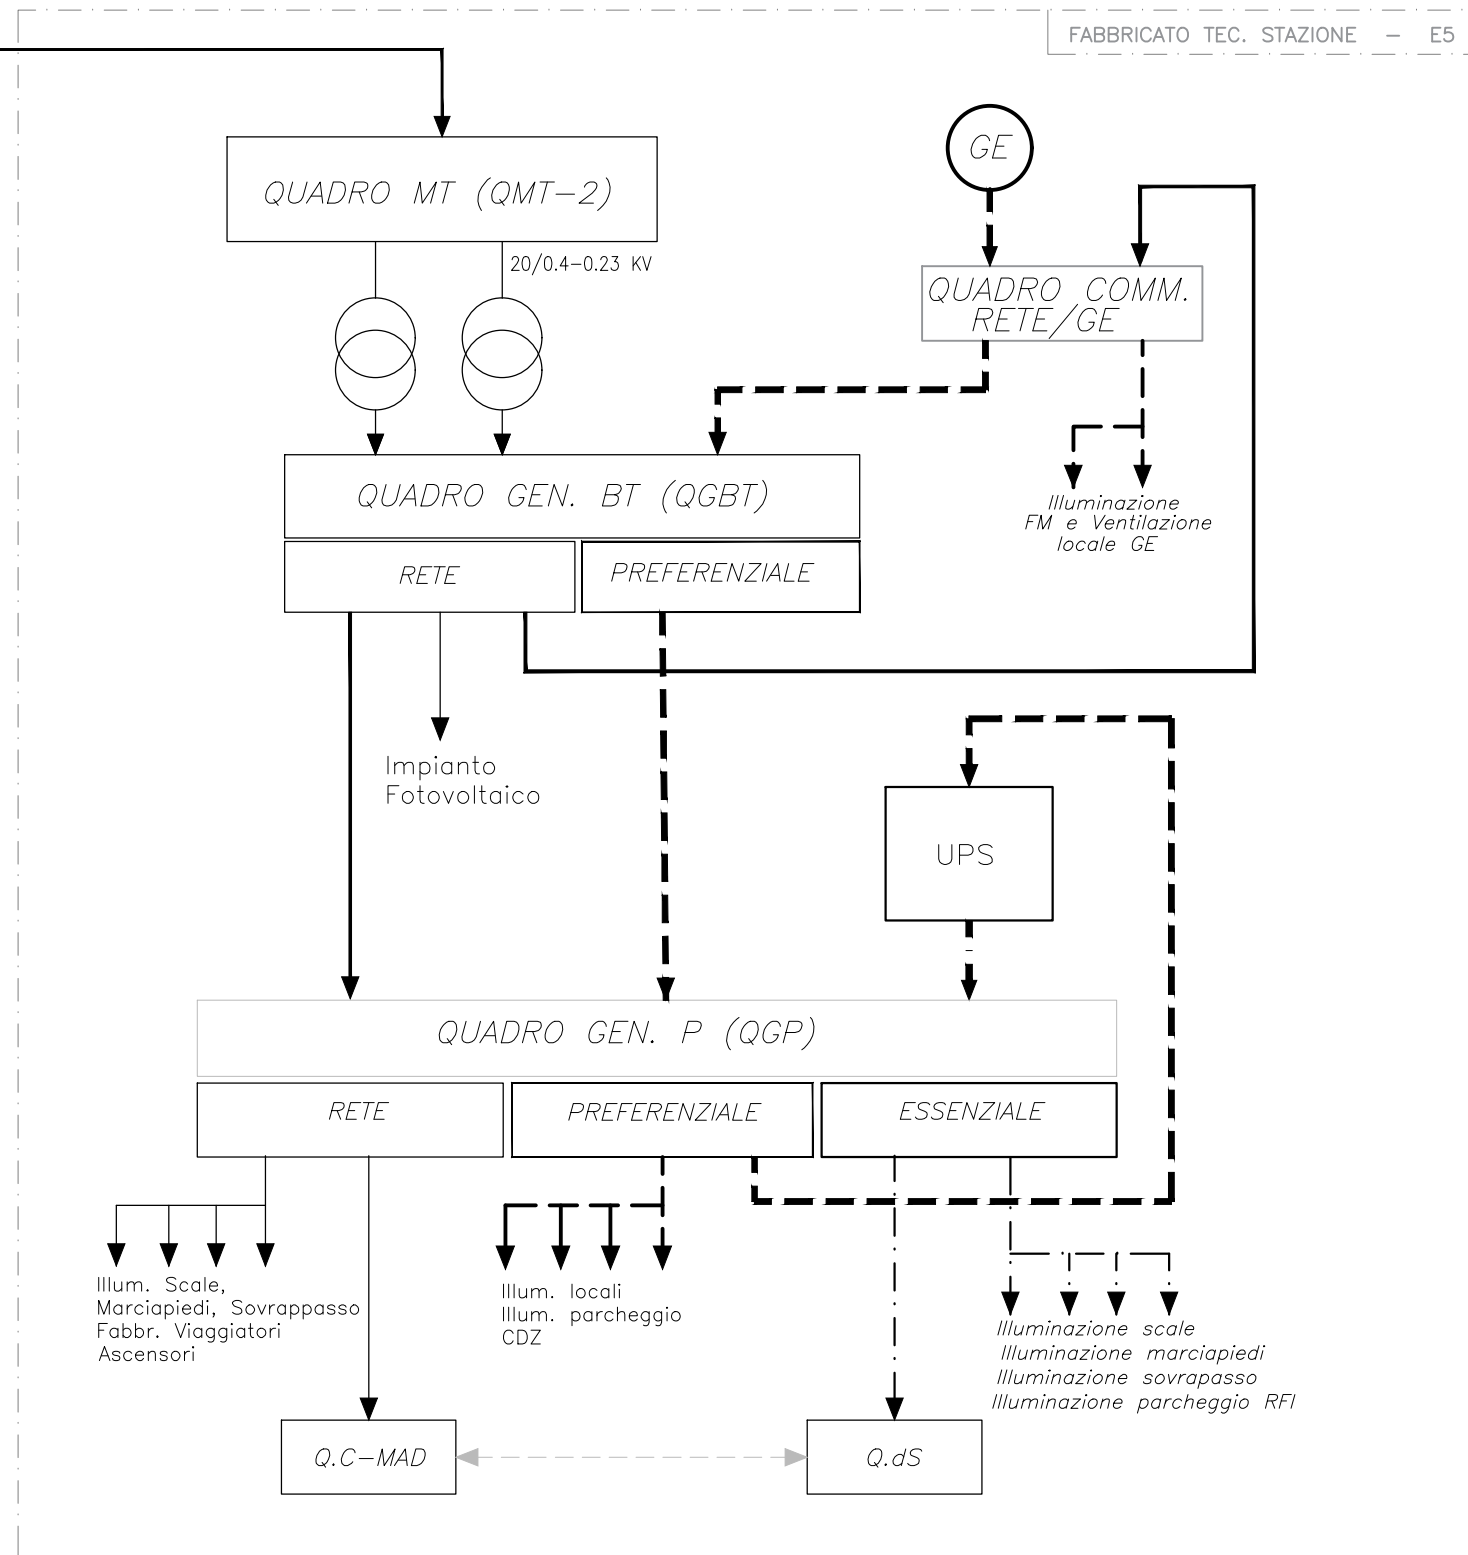 FABBRICATO TEC. STAZIONE – E5
GE
QUADRO MT (QMT-2)
20/0.4-0.23 KV
QUADRO COMM.
RETE/GE
QUADRO GEN. BT (QGBT)
Illuminazione
FM e Ventilazione
locale GE
RETE
PREFERENZIALE
Impianto
Fotovoltaico
UPS
QUADRO GEN. P (QGP)
RETE
PREFERENZIALE
ESSENZIALE
Illum. Scale,
Marciapiedi, Sovrappasso
Fabbr. Viaggiatori
Ascensori
Illum. locali
Illum. parcheggio
CDZ
Illuminazione scale
Illuminazione marciapiedi
Illuminazione sovrapasso
Illuminazione parcheggio RFI
Q.C-MAD
Q.dS